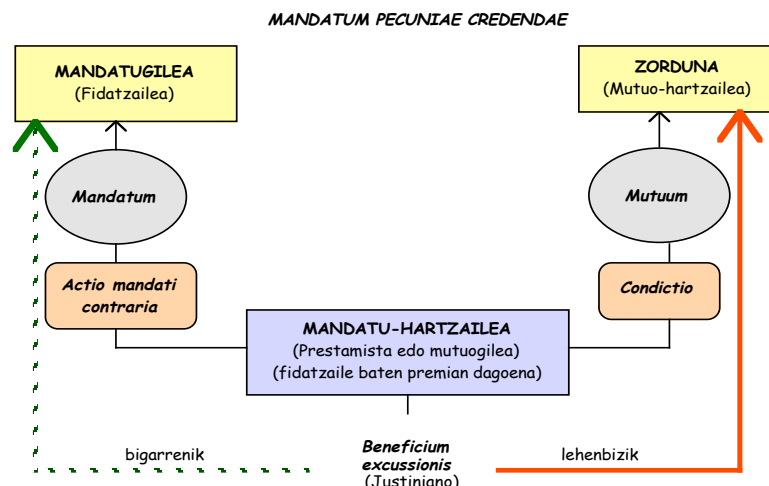 MANDATUM PECUNIAE CREDENDAE
MANDATUGILEA
(Fidatzailea)
ZORDUNA
(Mutuo-hartzailea)
Mandatum
Mutuum
Actio mandati
contraria
Condictio
MANDATU-HARTZAILEA
(Prestamista edo mutuogilea)
(fidatzaile baten premian dagoena)
bigarrenik
Beneficium
excussionis
(Justiniano)
lehenbizik